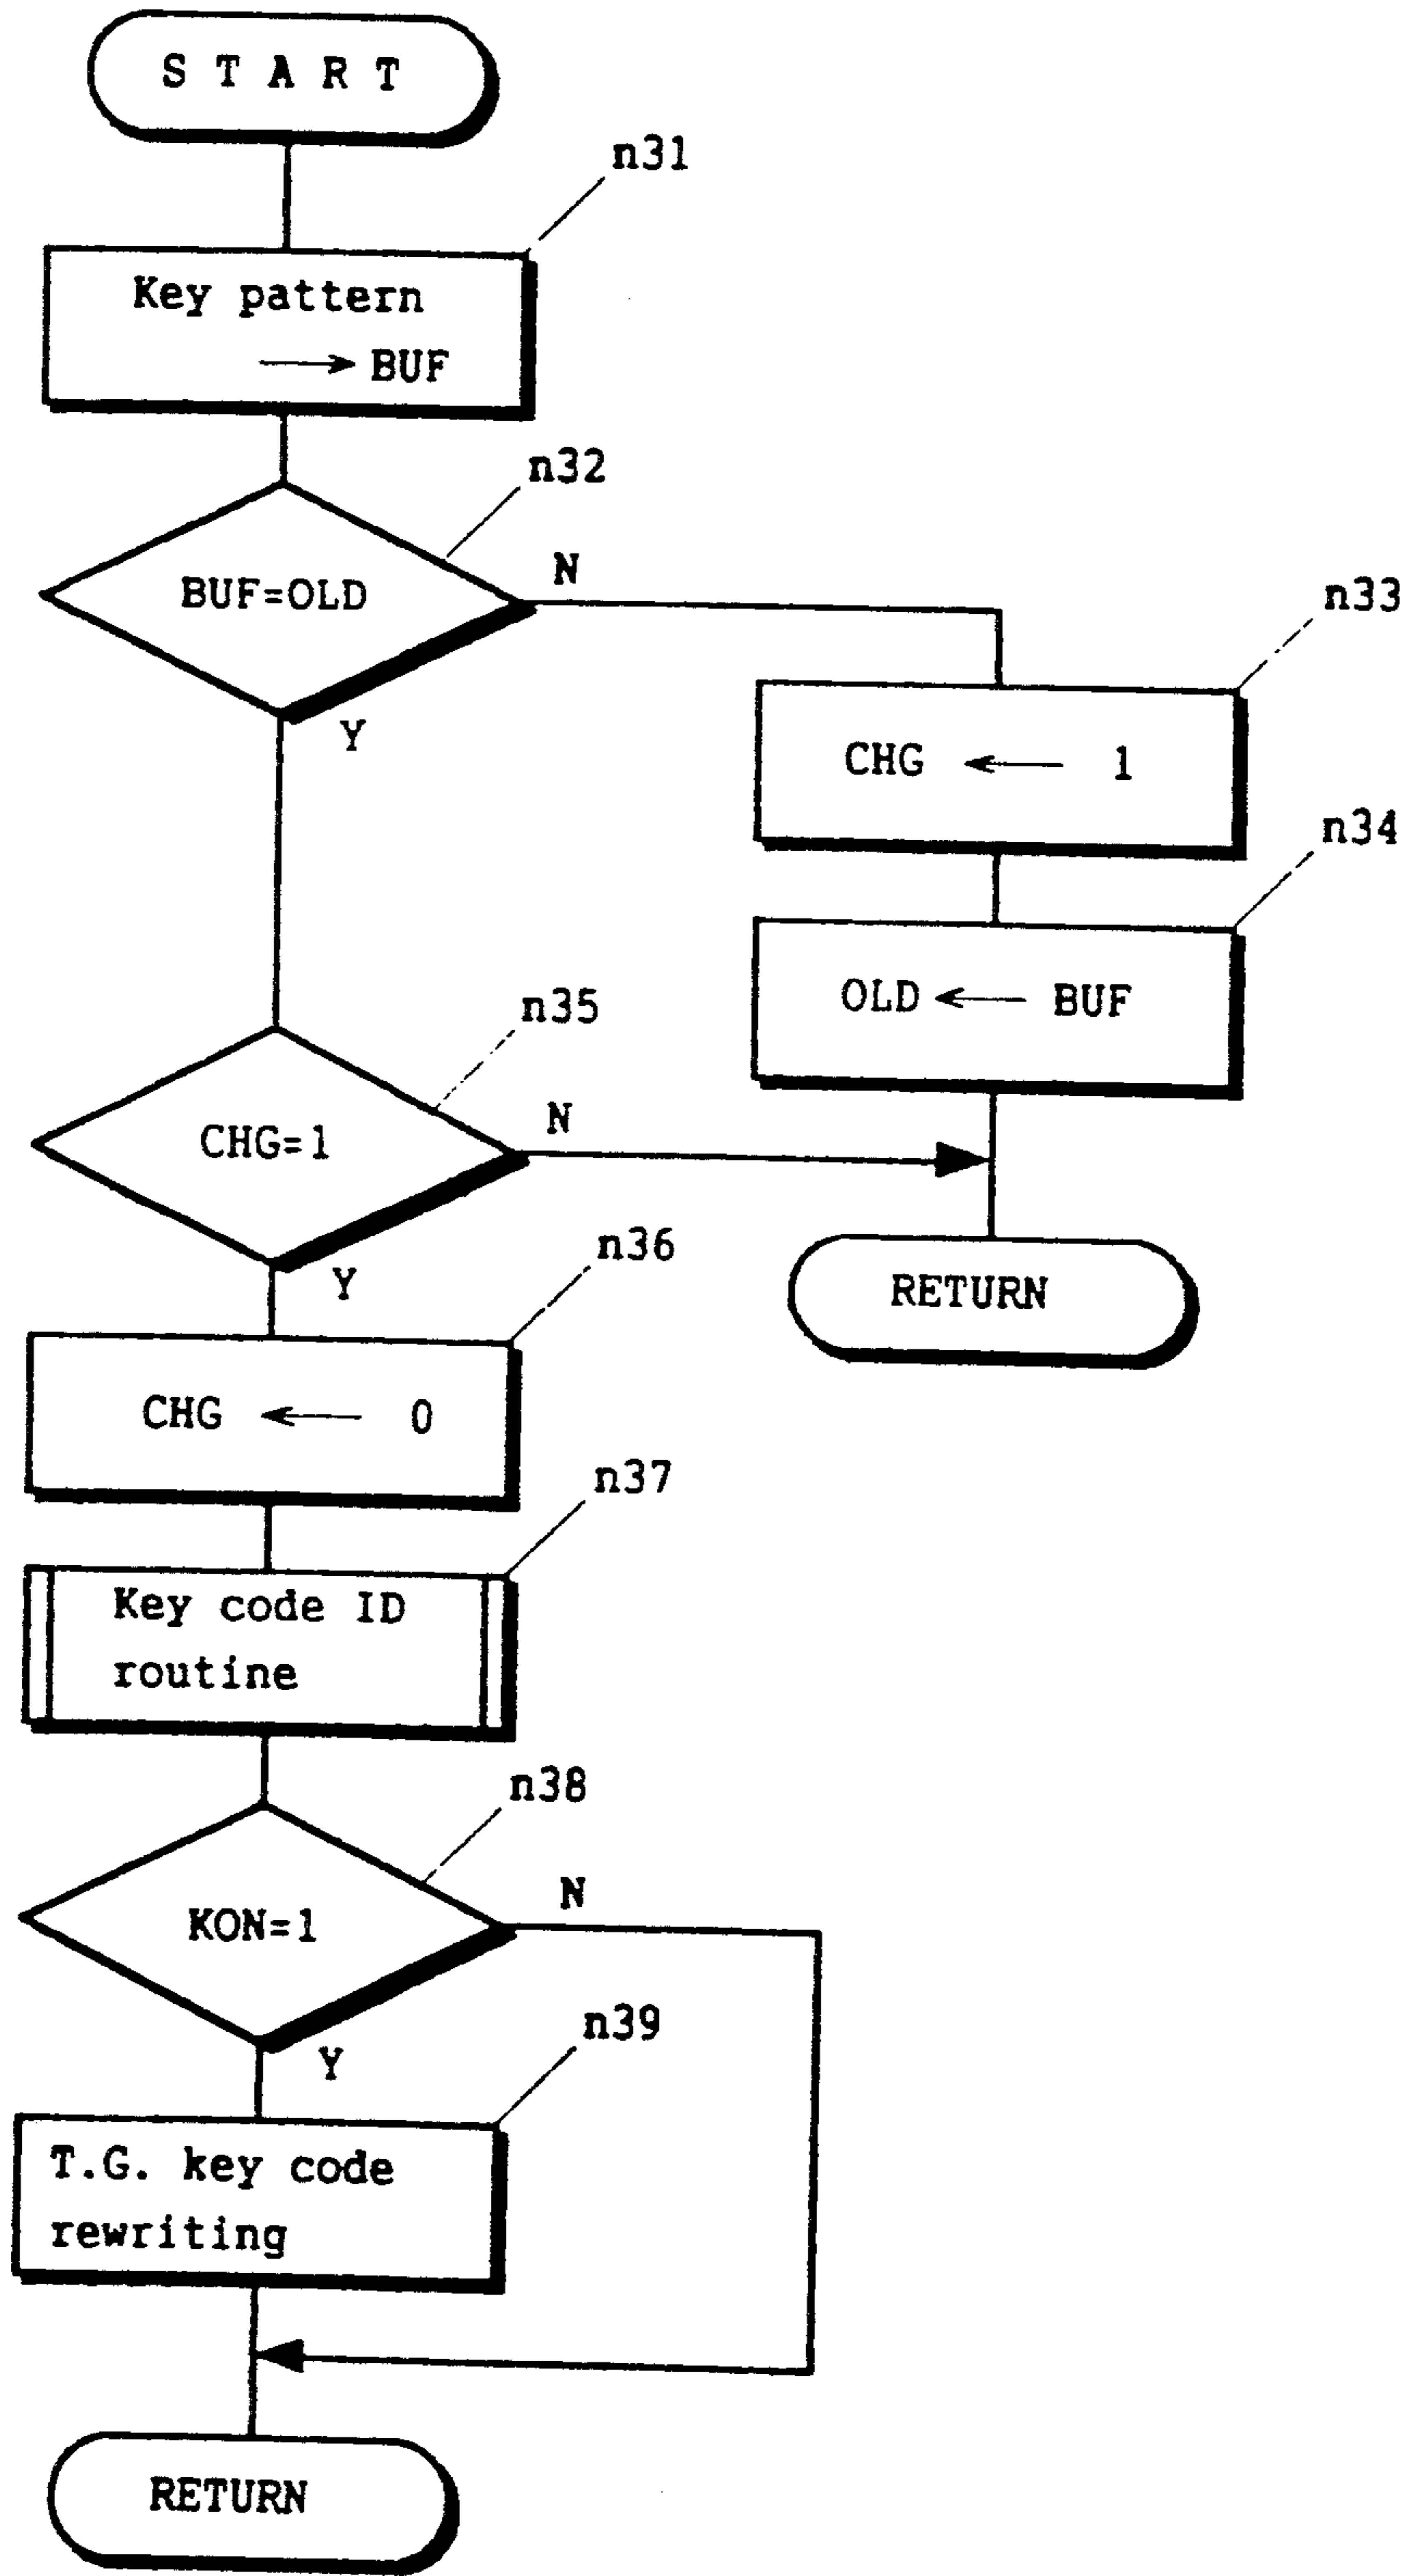 S T A R T
n31
Key pattern
⟶ BUF
n32
BUF=OLD
N
n33
Y
CHG ⟵ 1
n34
OLD ⟵ BUF
n35
CHG=1
N
n36
Y
RETURN
CHG ⟵ 0
n37
Key code ID
routine
n38
KON=1
N
n39
Y
T.G. key code
rewriting
RETURN